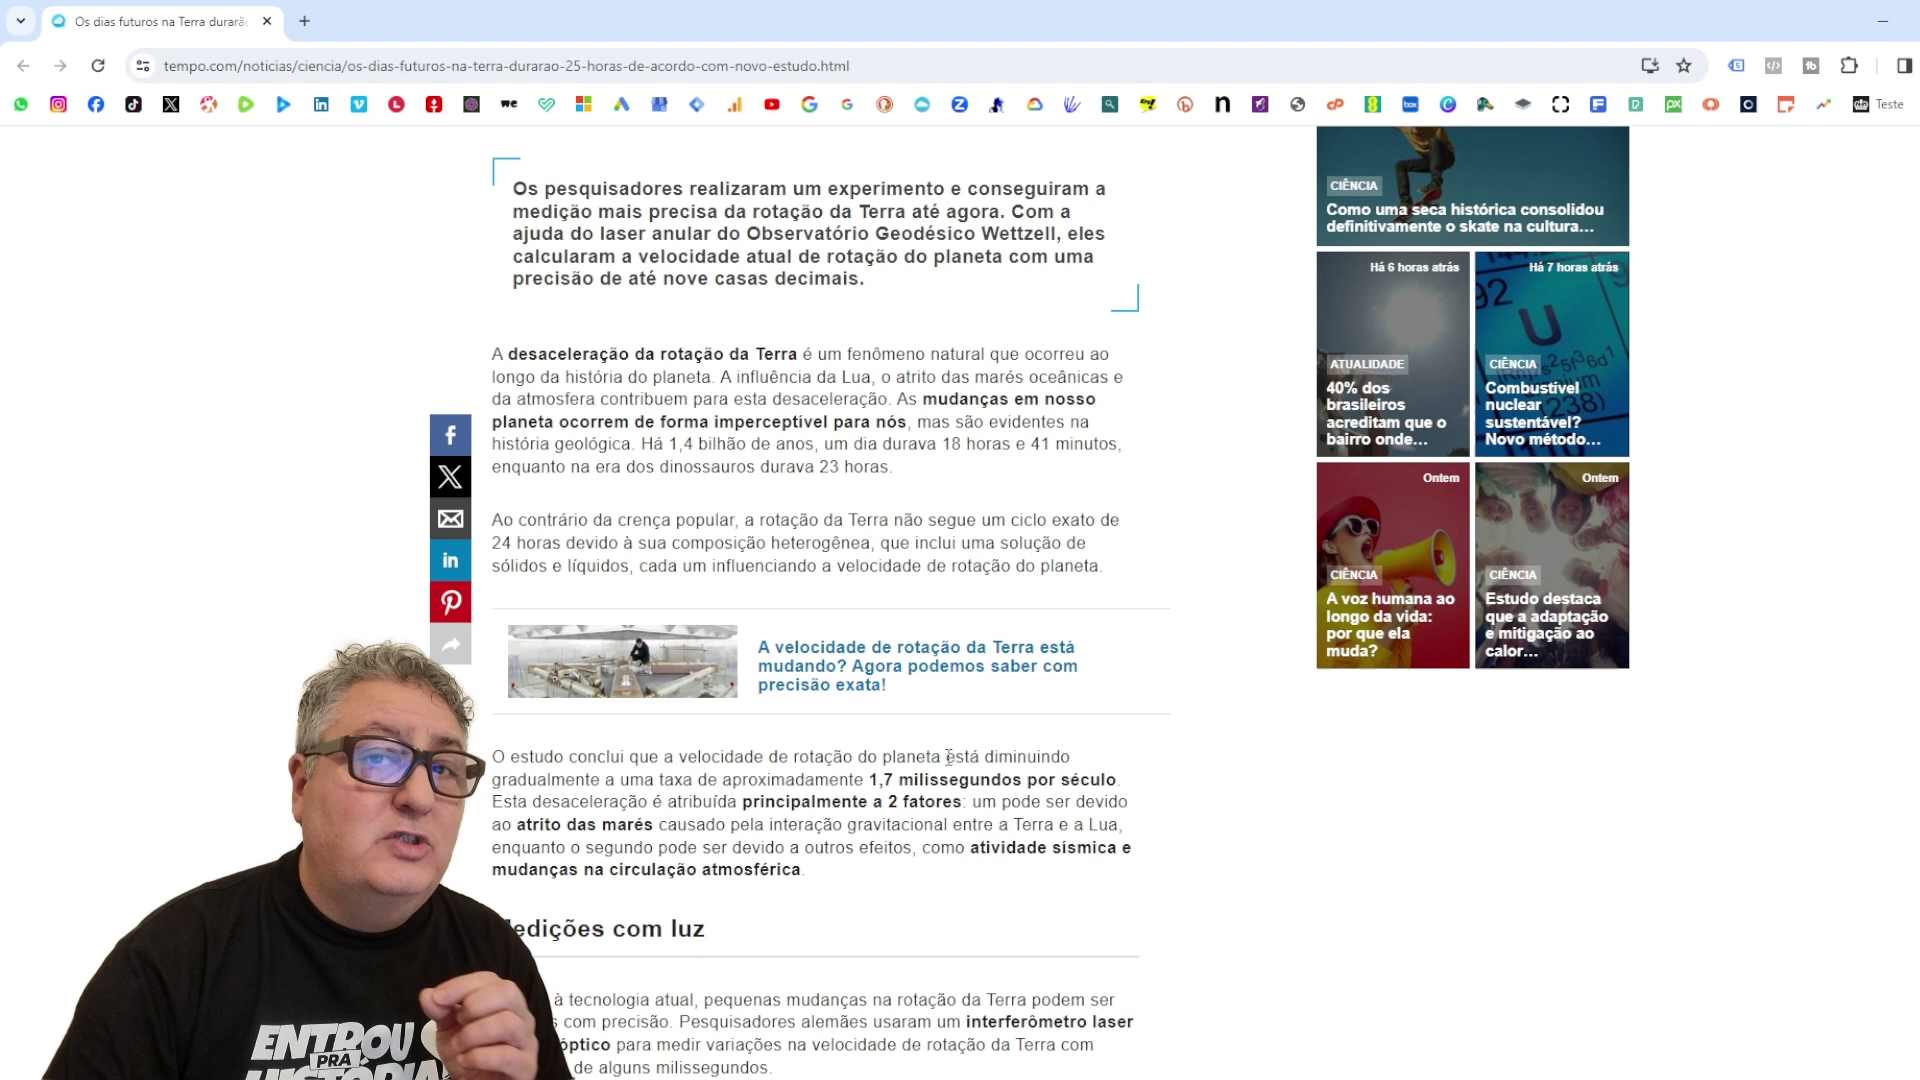 Os dias futuros na Terra durarão
tempo.com/noticias/ciencia/os-dias-futuros-na-terra-durarao-25-horas-de-acordo-com-novo-estudo.html
Teste
Os pesquisadores realizaram um experimento e conseguiram a
medição mais precisa da rotação da Terra até agora. Com a
ajuda do laser anular do Observatório Geodésico Wettzell, eles
calcularam a velocidade atual de rotação do planeta com uma
precisão de até nove casas decimais.
A desaceleração da rotação da Terra é um fenômeno natural que ocorreu ao
longo da história do planeta. A influência da Lua, o atrito das marés oceânicas e
da atmosfera contribuem para esta desaceleração. As mudanças em nosso
planeta ocorrem de forma imperceptível para nós, mas são evidentes na
história geológica. Há 1,4 bilhão de anos, um dia durava 18 horas e 41 minutos,
enquanto na era dos dinossauros durava 23 horas.
Ao contrário da crença popular, a rotação da Terra não segue um ciclo exato de
24 horas devido à sua composição heterogênea, que inclui uma solução de
sólidos e líquidos, cada um influenciando a velocidade de rotação do planeta.
A velocidade de rotação da Terra está
mudando? Agora podemos saber com
precisão exata!
O estudo conclui que a velocidade de rotação do planeta está diminuindo
gradualmente a uma taxa de aproximadamente 1,7 milissegundos por século.
Esta desaceleração é atribuída principalmente a 2 fatores: um pode ser devido
ao atrito das marés causado pela interação gravitacional entre a Terra e a Lua,
enquanto o segundo pode ser devido a outros efeitos, como atividade sísmica e
mudanças na circulação atmosférica.
edições com luz
à tecnologia atual, pequenas mudanças na rotação da Terra podem ser
s com precisão. Pesquisadores alemães usaram um interferômetro laser
óptico para medir variações na velocidade de rotação da Terra com
de alguns milissegundos.
CIÊNCIA
Como uma seca histórica consolidou
definitivamente o skate na cultura...
Há 6 horas atrás
ATUALIDADE
40% dos
brasileiros
acreditam que o
bairro onde...
Há 7 horas atrás
92
U
(238)
CIÊNCIA
Combustível
nuclear
sustentável?
Novo método...
Ontem
CIÊNCIA
A voz humana ao
longo da vida:
por que ela
muda?
Ontem
CIÊNCIA
Estudo destaca
que a adaptação
e mitigação ao
calor...
ENTROU
PRA
HISTÓRIA